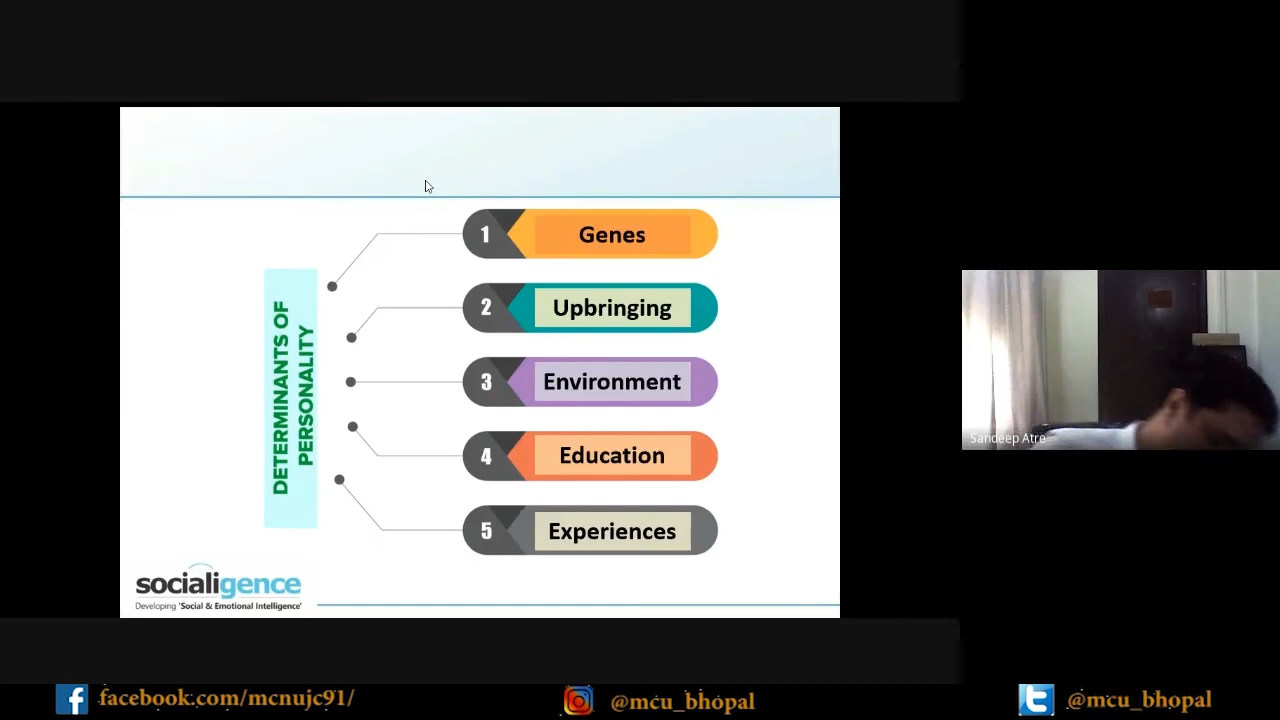 DETERMINANTS OF
PERSONALITY
1 Genes
2 Upbringing
3 Environment
4 Education
5 Experiences
socialigence
Developing 'Social & Emotional Intelligence'
Sandeep Atre
facebook.com/mcnujc91/
@mcu_bhopal
@mcu_bhopal